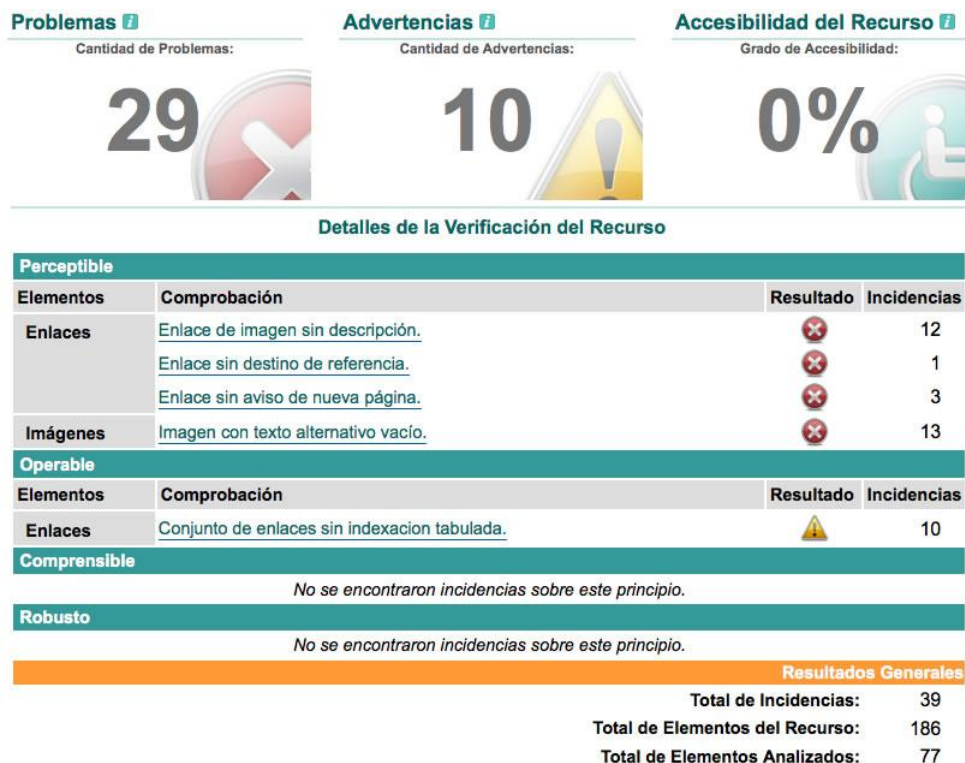 Problemas i Advertencias i Accesibilidad del Recurso i
Cantidad de Problemas: Cantidad de Advertencias: Grado de Accesibilidad:
29 10 0%
Detalles de la Verificación del Recurso
Perceptible
Elementos Comprobación Resultado Incidencias
Enlaces Enlace de imagen sin descripción. 12
Enlace sin destino de referencia. 1
Enlace sin aviso de nueva página. 3
Imágenes Imagen con texto alternativo vacío. 13
Operable
Elementos Comprobación Resultado Incidencias
Enlaces Conjunto de enlaces sin indexacion tabulada. 10
Comprensible
No se encontraron incidencias sobre este principio.
Robusto
No se encontraron incidencias sobre este principio.
Resultados Generales
Total de Incidencias: 39
Total de Elementos del Recurso: 186
Total de Elementos Analizados: 77